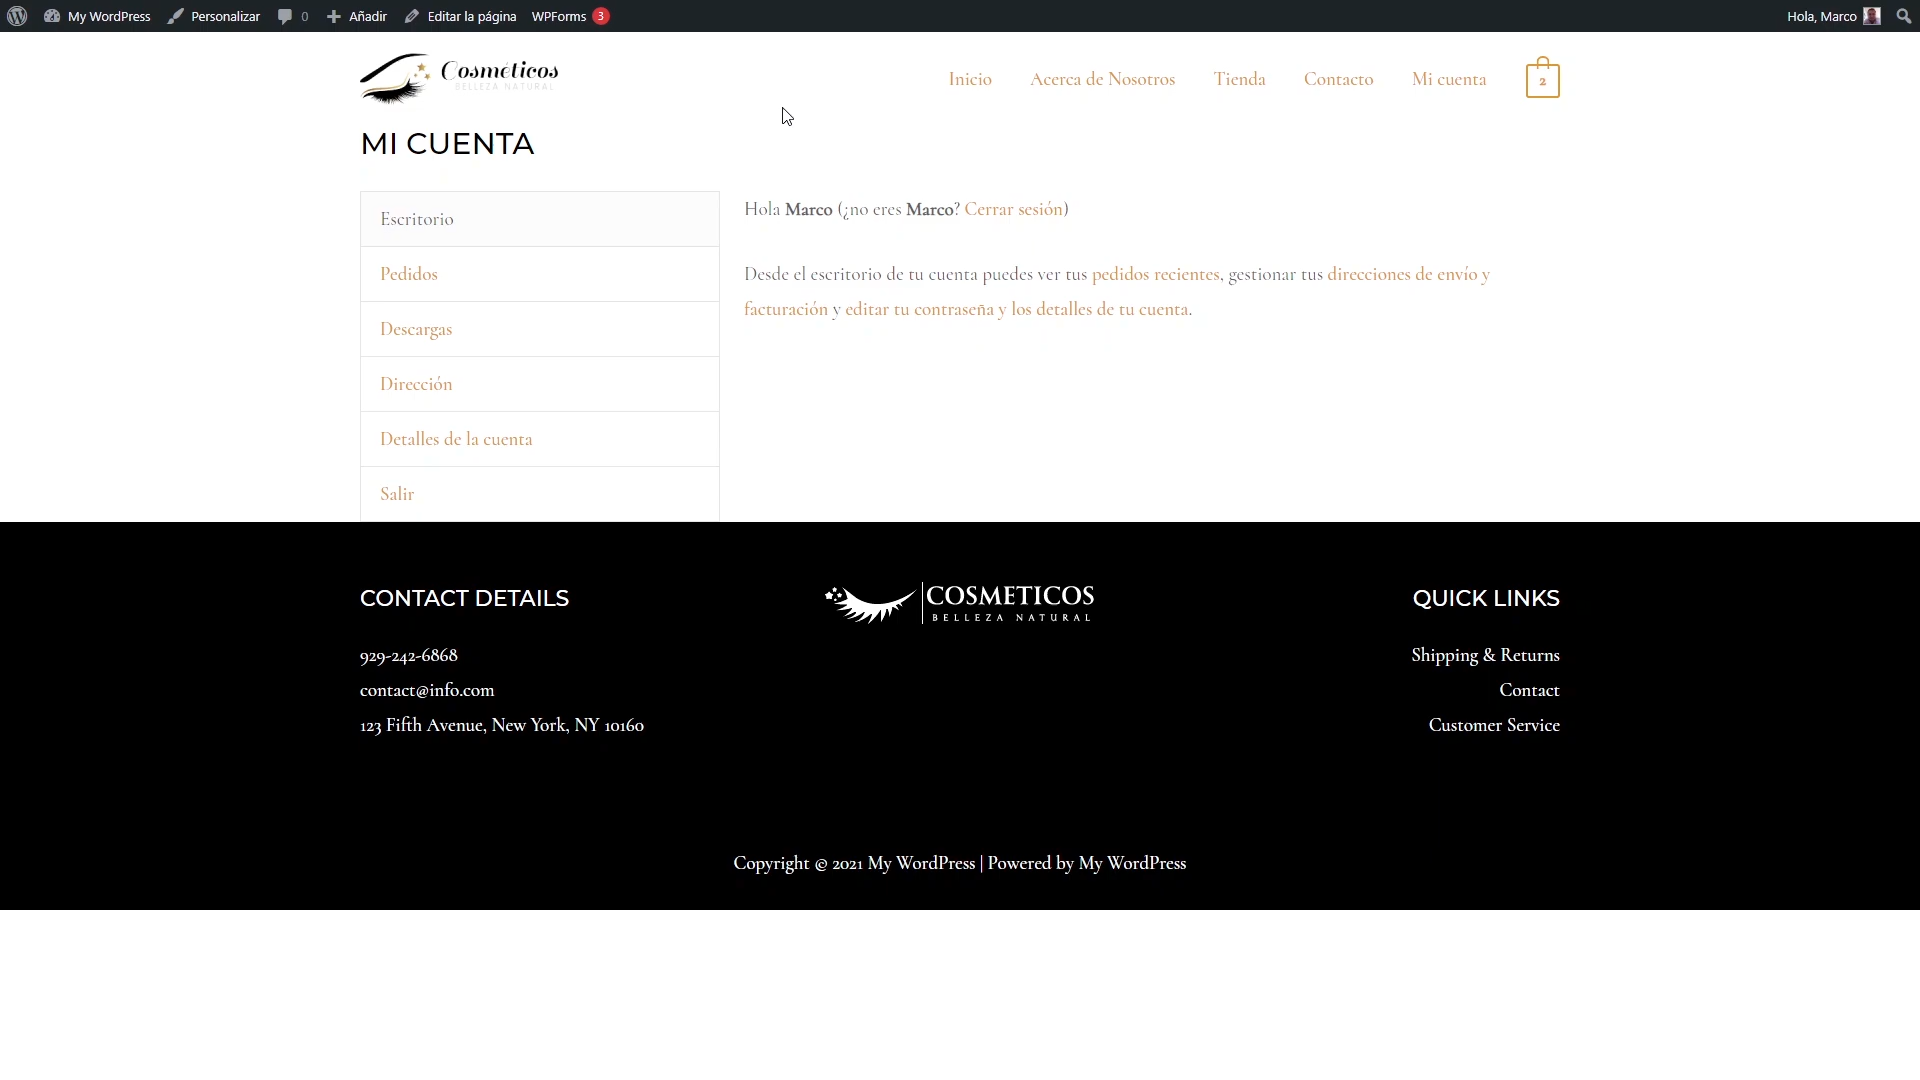 My WordPress Personalizar 0 Añadir Editar la página WPForms 3 Hola, Marco
Cosméticos
BELLEZA NATURAL
Inicio Acerca de Nosotros Tienda Contacto Mi cuenta 2
MI CUENTA
Escritorio
Pedidos
Descargas
Dirección
Detalles de la cuenta
Salir
Hola Marco (¿no eres Marco? Cerrar sesión)
Desde el escritorio de tu cuenta puedes ver tus pedidos recientes, gestionar tus direcciones de envío y
facturación y editar tu contraseña y los detalles de tu cuenta.
CONTACT DETAILS
929-242-6868
contact@info.com
123 Fifth Avenue, New York, NY 10160
COSMETICOS
BELLEZA NATURAL
QUICK LINKS
Shipping & Returns
Contact
Customer Service
Copyright © 2021 My WordPress | Powered by My WordPress